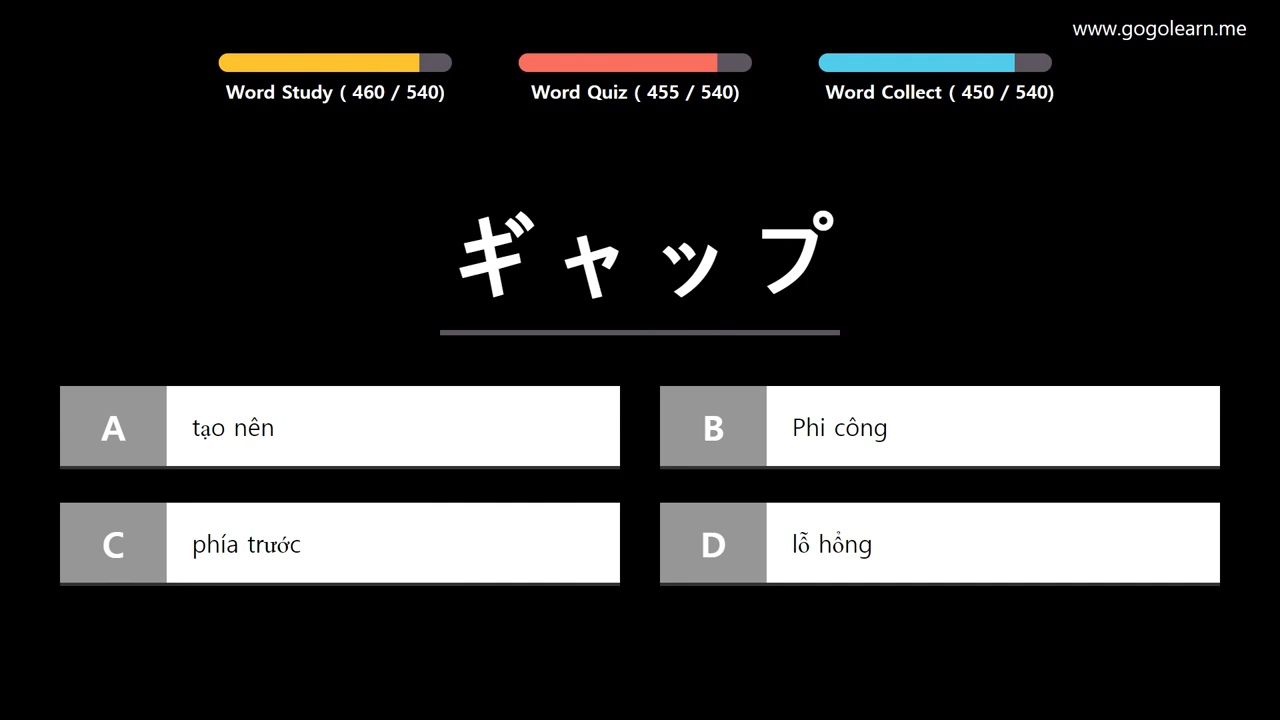 www.gogolearn.me
Word Study ( 460 / 540)
Word Quiz ( 455 / 540)
Word Collect ( 450 / 540)
ギャップ
A
tạo nên
B
Phi công
C
phía trước
D
lỗ hổng